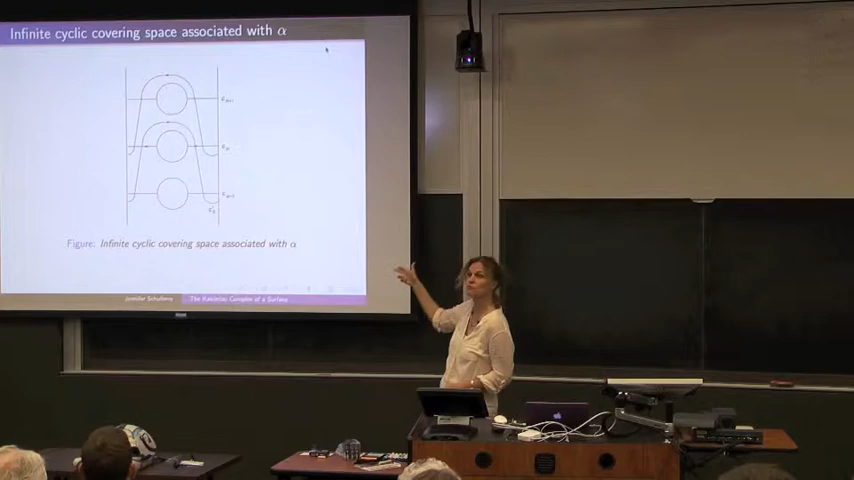 Infinite cyclic covering space associated with α
Figure: Infinite cyclic covering space associated with α
Jennifer Schultens
The Kakimizu Complex of a Surface